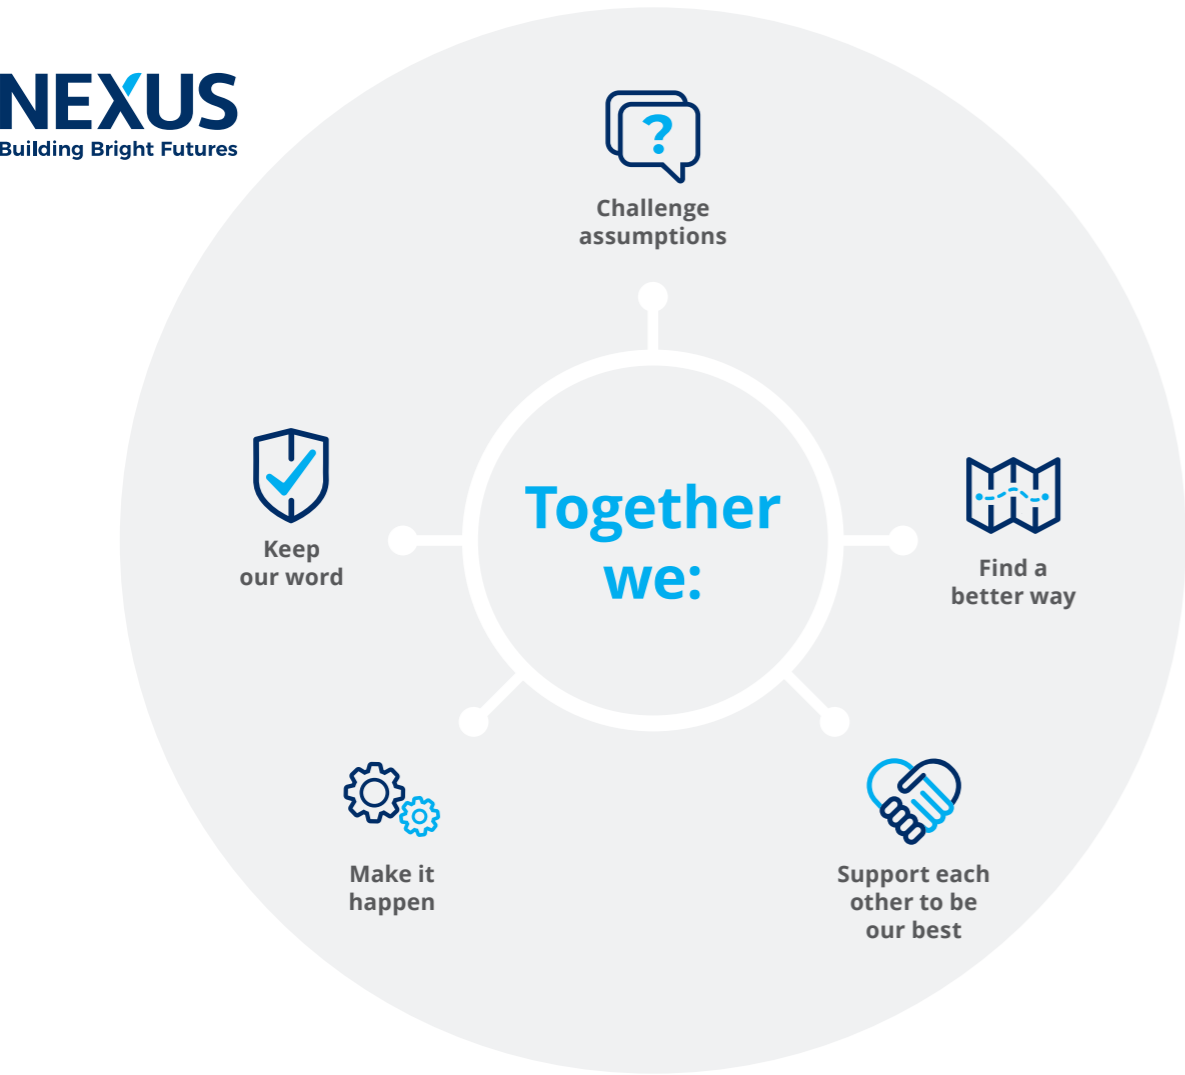 NEXUS
Building Bright Futures
?
Challenge
assumptions
Together
we:
Find a
better way
Support each
other to be
our best
Make it
happen
Keep
our word